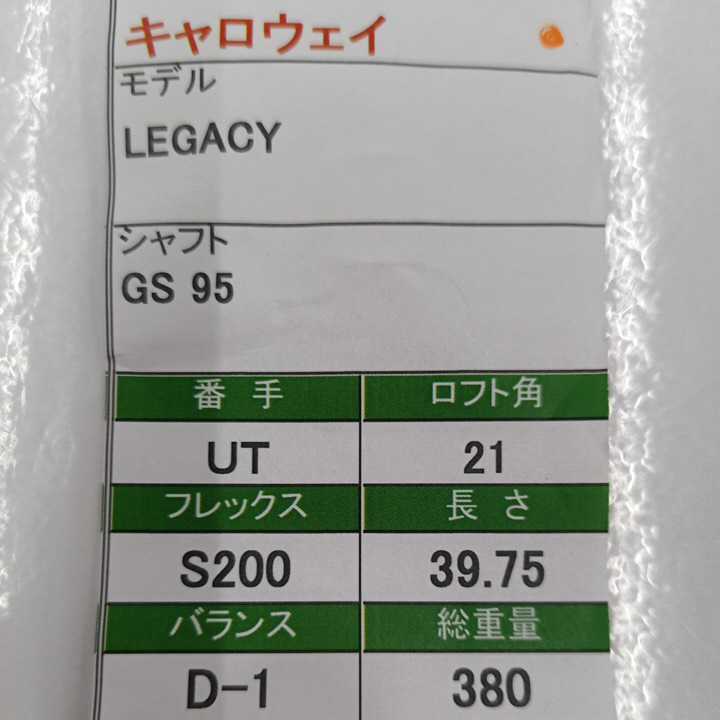 キャロウェイ
モデル
LEGACY
シャフト
GS 95
番 手 ロフト角
UT 21
フレックス 長 さ
S200 39.75
バランス 総重量
D-1 380